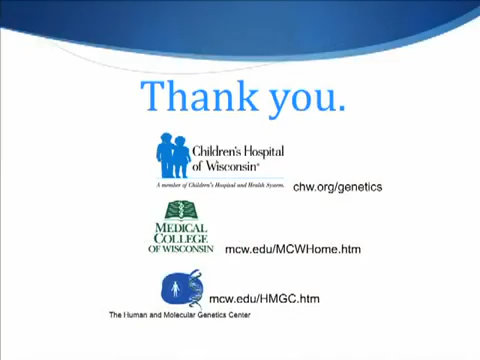 Thank you.
Children's Hospital
of Wisconsin®
A member of Children's Hospital and Health System.
chw.org/genetics
MEDICAL
COLLEGE
OF WISCONSIN
mcw.edu/MCWHome.htm
mcw.edu/HMGC.htm
The Human and Molecular Genetics Center